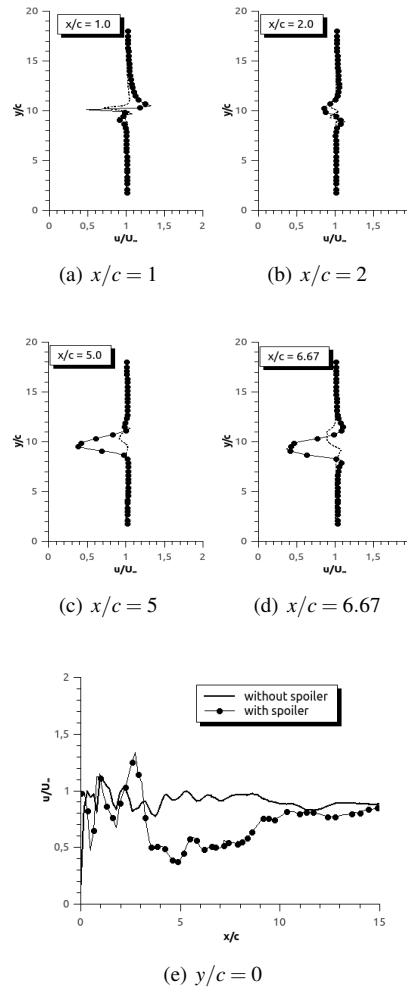 20
15
10
5
0
y/c
x/c = 1.0
0
0,5
1
1,5
2
u/U∞
(a) x/c = 1
20
15
10
5
0
y/c
x/c = 2.0
0
0,5
1
1,5
u/U∞
(b) x/c = 2
20
15
10
5
0
y/c
x/c = 5.0
0
0,5
1
1,5
2
u/U∞
(c) x/c = 5
20
15
10
5
0
y/c
x/c = 6.67
0
0,5
1
1,5
u/U∞
(d) x/c = 6.67
2
1,5
1
0,5
0
u/U∞
without spoiler
with spoiler
0
5
10
15
x/c
(e) y/c = 0